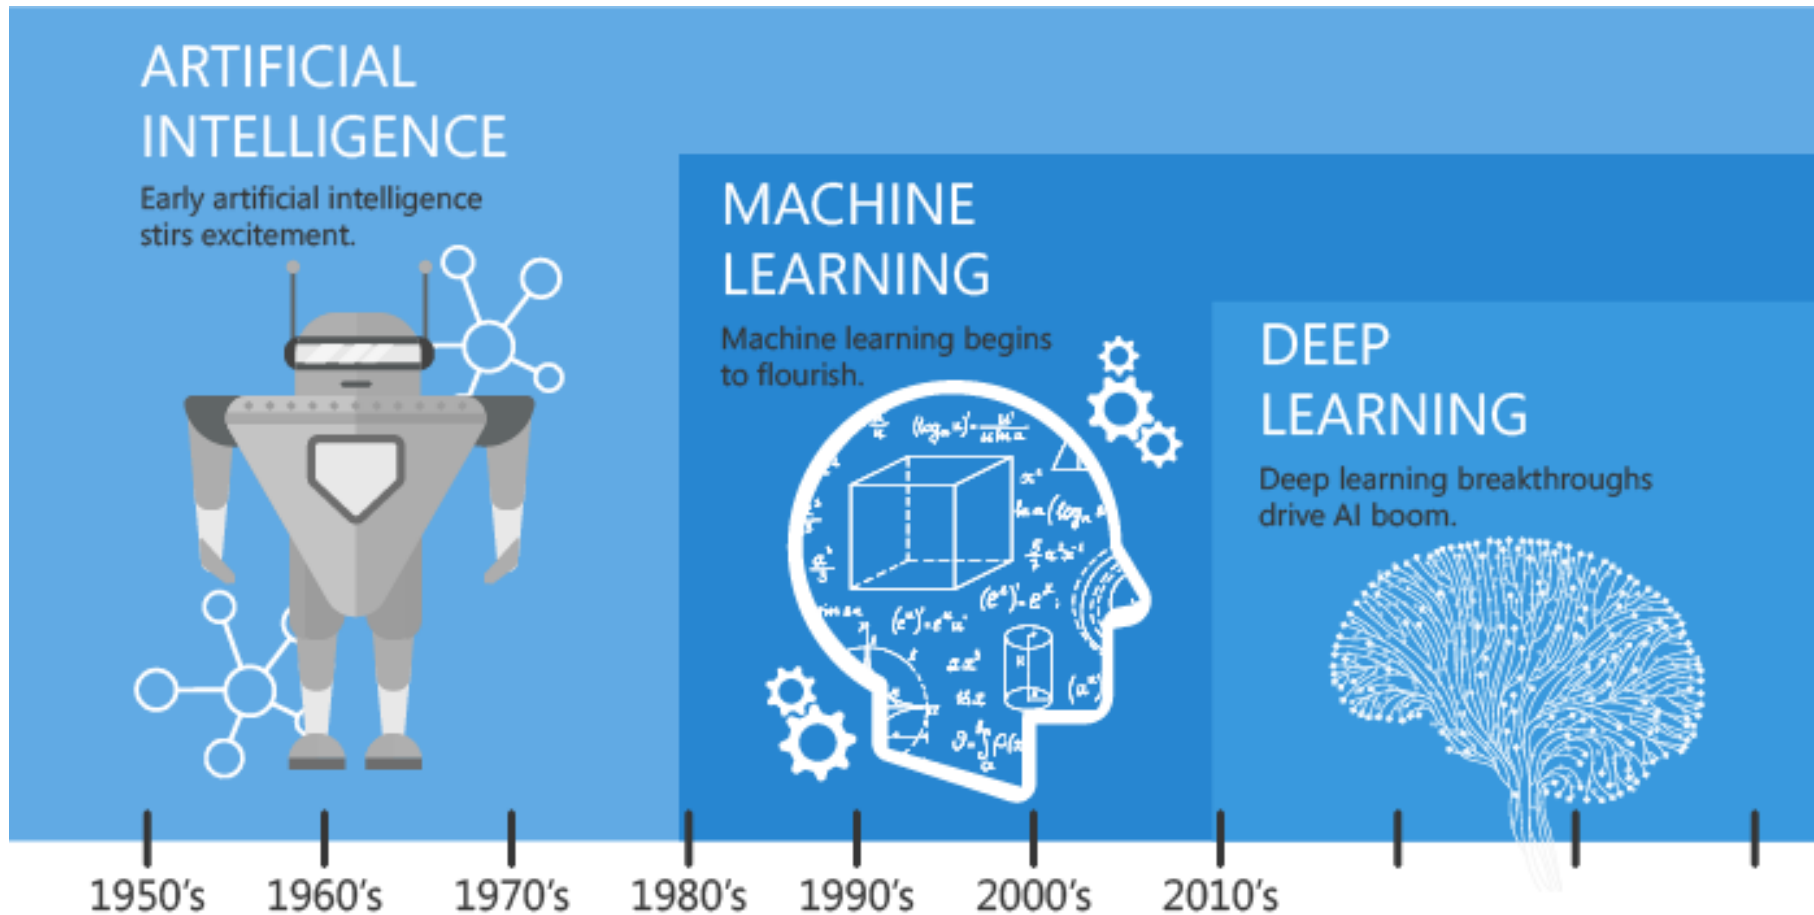 ARTIFICIAL
INTELLIGENCE
Early artificial intelligence
stirs excitement.
MACHINE
LEARNING
Machine learning begins
to flourish.
DEEP
LEARNING
Deep learning breakthroughs
drive AI boom.
1950's 1960's 1970's 1980's 1990's 2000's 2010's